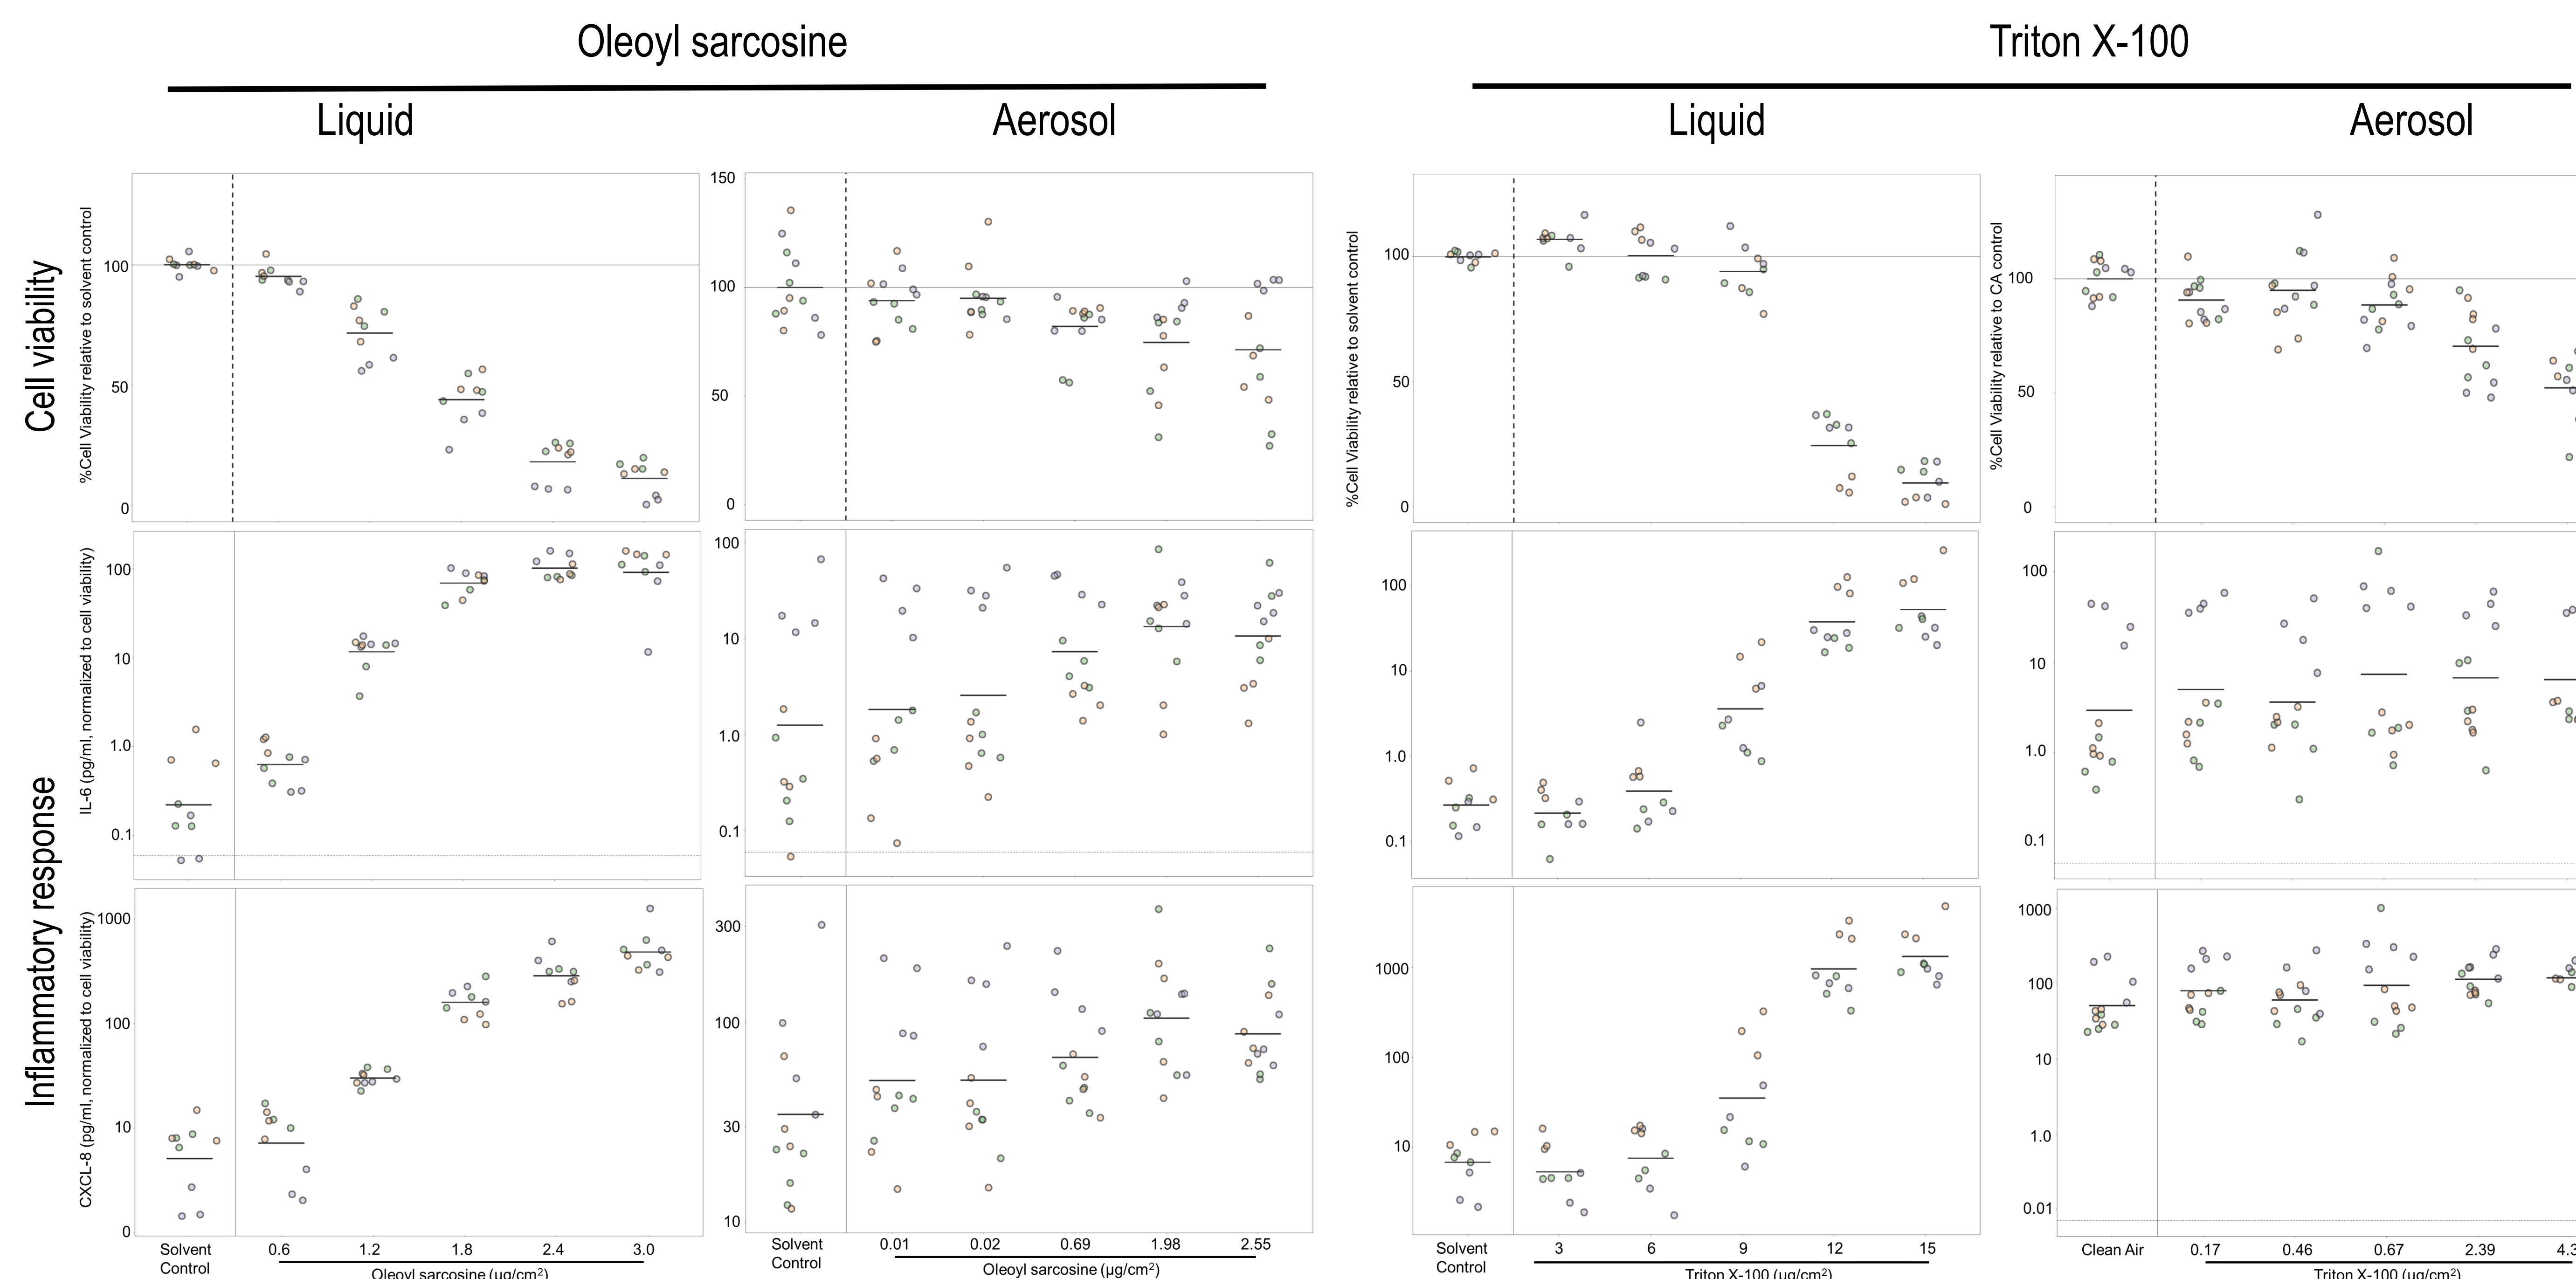 Oleoyl sarcosine
Triton X-100
Liquid
Aerosol
Liquid
Aerosol
Cell viability
%Cell Viability relative to solvent control
100
50
0
150
100
50
0
%Cell Viability relative to solvent control
100
50
0
%Cell Viability relative to CA control
100
50
0
Inflammatory response
IL-6 (pg/ml, normalized to cell viability)
100
10
1.0
0.1
100
10
1.0
0.1
100
10
1.0
0.1
100
10
1.0
0.1
CXCL-8 (pg/ml, normalized to cell viability)
1000
100
10
0
300
100
30
10
1000
100
10
1000
100
10
1.0
0.01
Solvent
Control
0.6
1.2
1.8
2.4
3.0
Oleoyl sarcosine (µg/cm²)
Solvent
Control
0.01
0.02
0.69
1.98
2.55
Oleoyl sarcosine (µg/cm²)
Solvent
Control
3
6
9
12
15
Triton X-100 (µg/cm²)
Clean Air
0.17
0.46
0.67
2.39
4.3
Triton X-100 (µg/cm²)